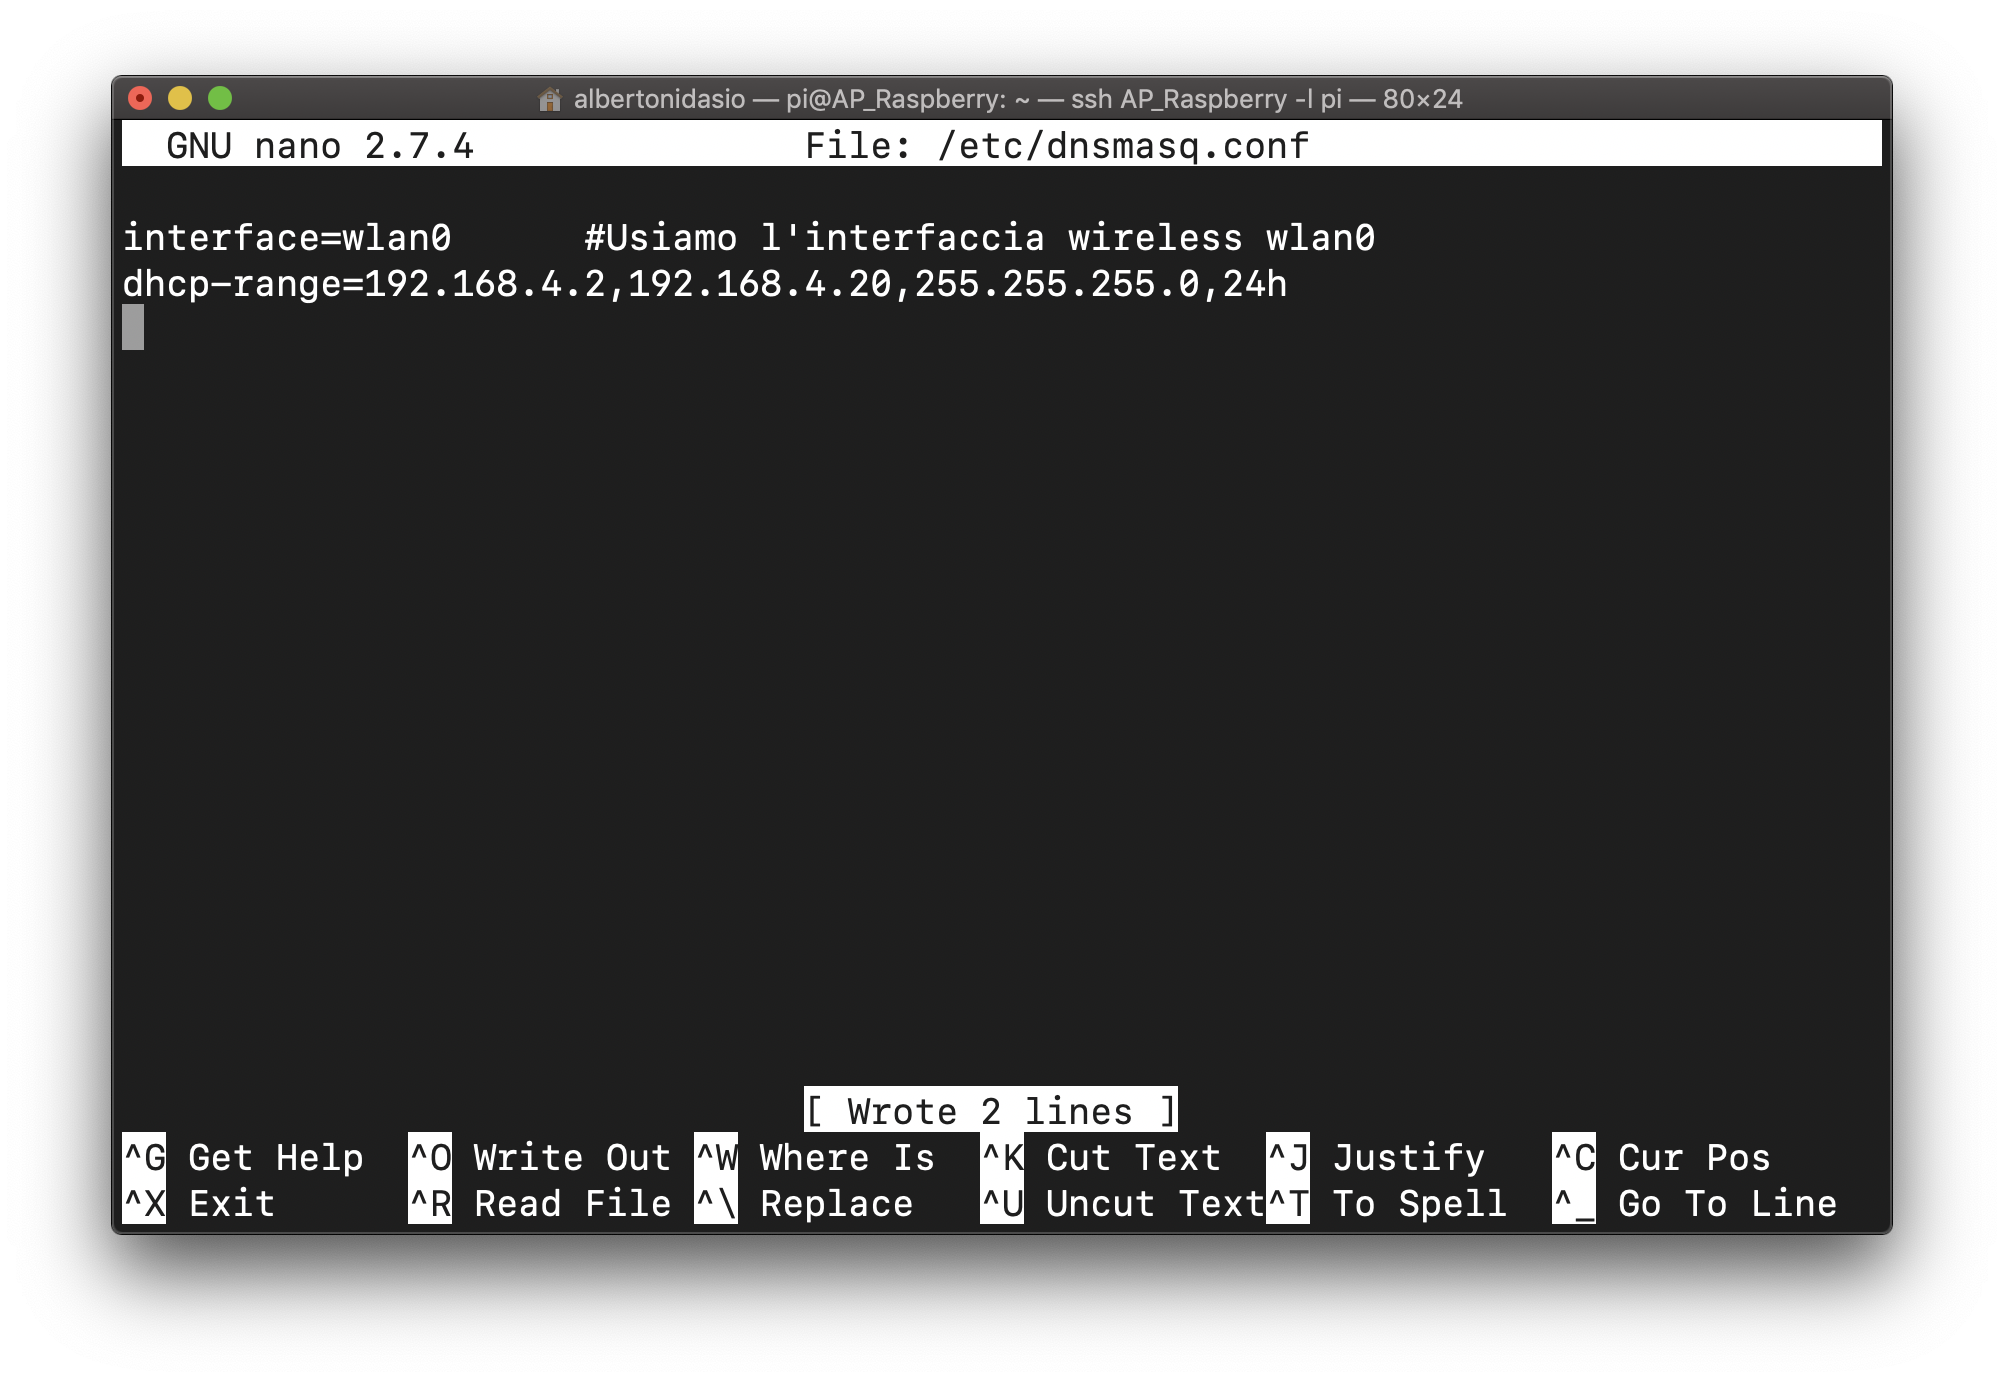 albertonidasio — pi@AP_Raspberry: ~ — ssh AP_Raspberry -l pi — 80×24
GNU nano 2.7.4 File: /etc/dnsmasq.conf
interface=wlan0 #Usiamo l'interfaccia wireless wlan0
dhcp-range=192.168.4.2,192.168.4.20,255.255.255.0,24h
[ Wrote 2 lines ]
^G Get Help ^O Write Out ^W Where Is ^K Cut Text ^J Justify ^C Cur Pos
^X Exit ^R Read File ^\ Replace ^U Uncut Text ^T To Spell ^_ Go To Line